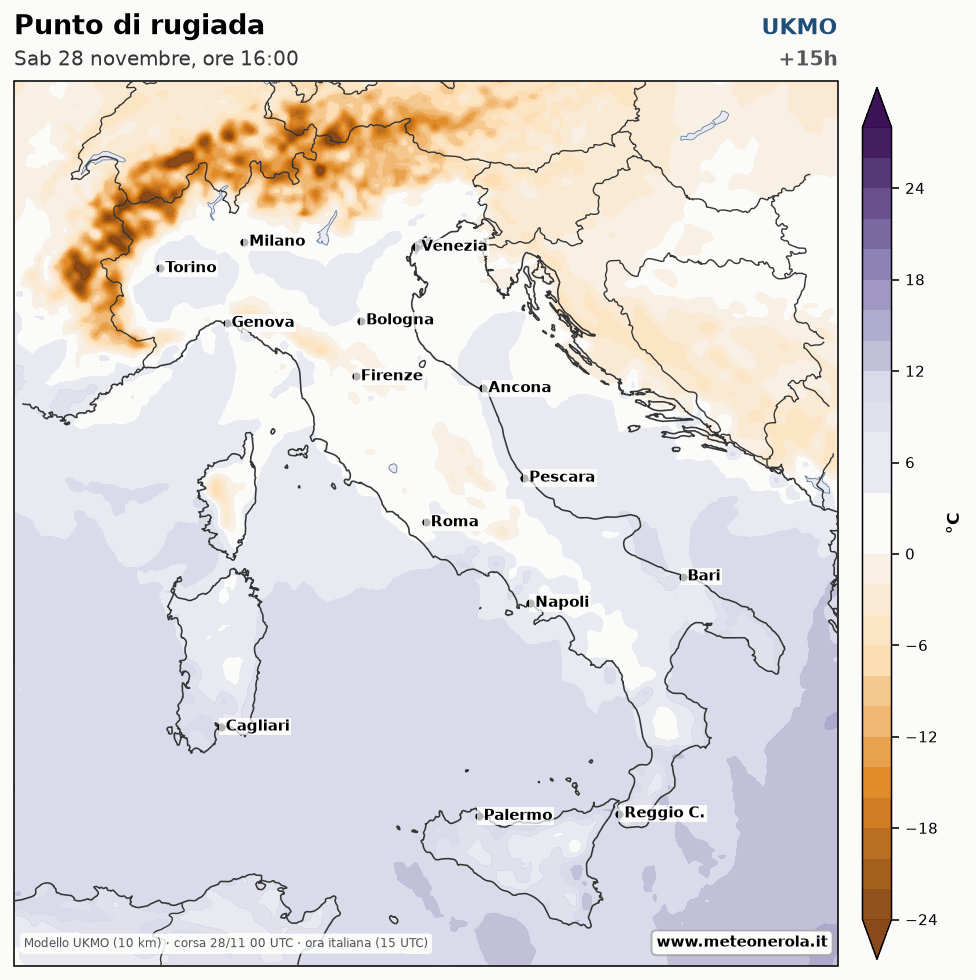 Punto di rugiada
UKMO
Sab 28 novembre, ore 16:00
+15h
Milano
Venezia
Torino
Genova
Bologna
Firenze
Ancona
Pescara
Roma
Bari
Napoli
Cagliari
Palermo
Reggio C.
24
18
12
6
0
−6
−12
−18
−24
°C
Modello UKMO (10 km) · corsa 28/11 00 UTC · ora italiana (15 UTC)
www.meteonerola.it